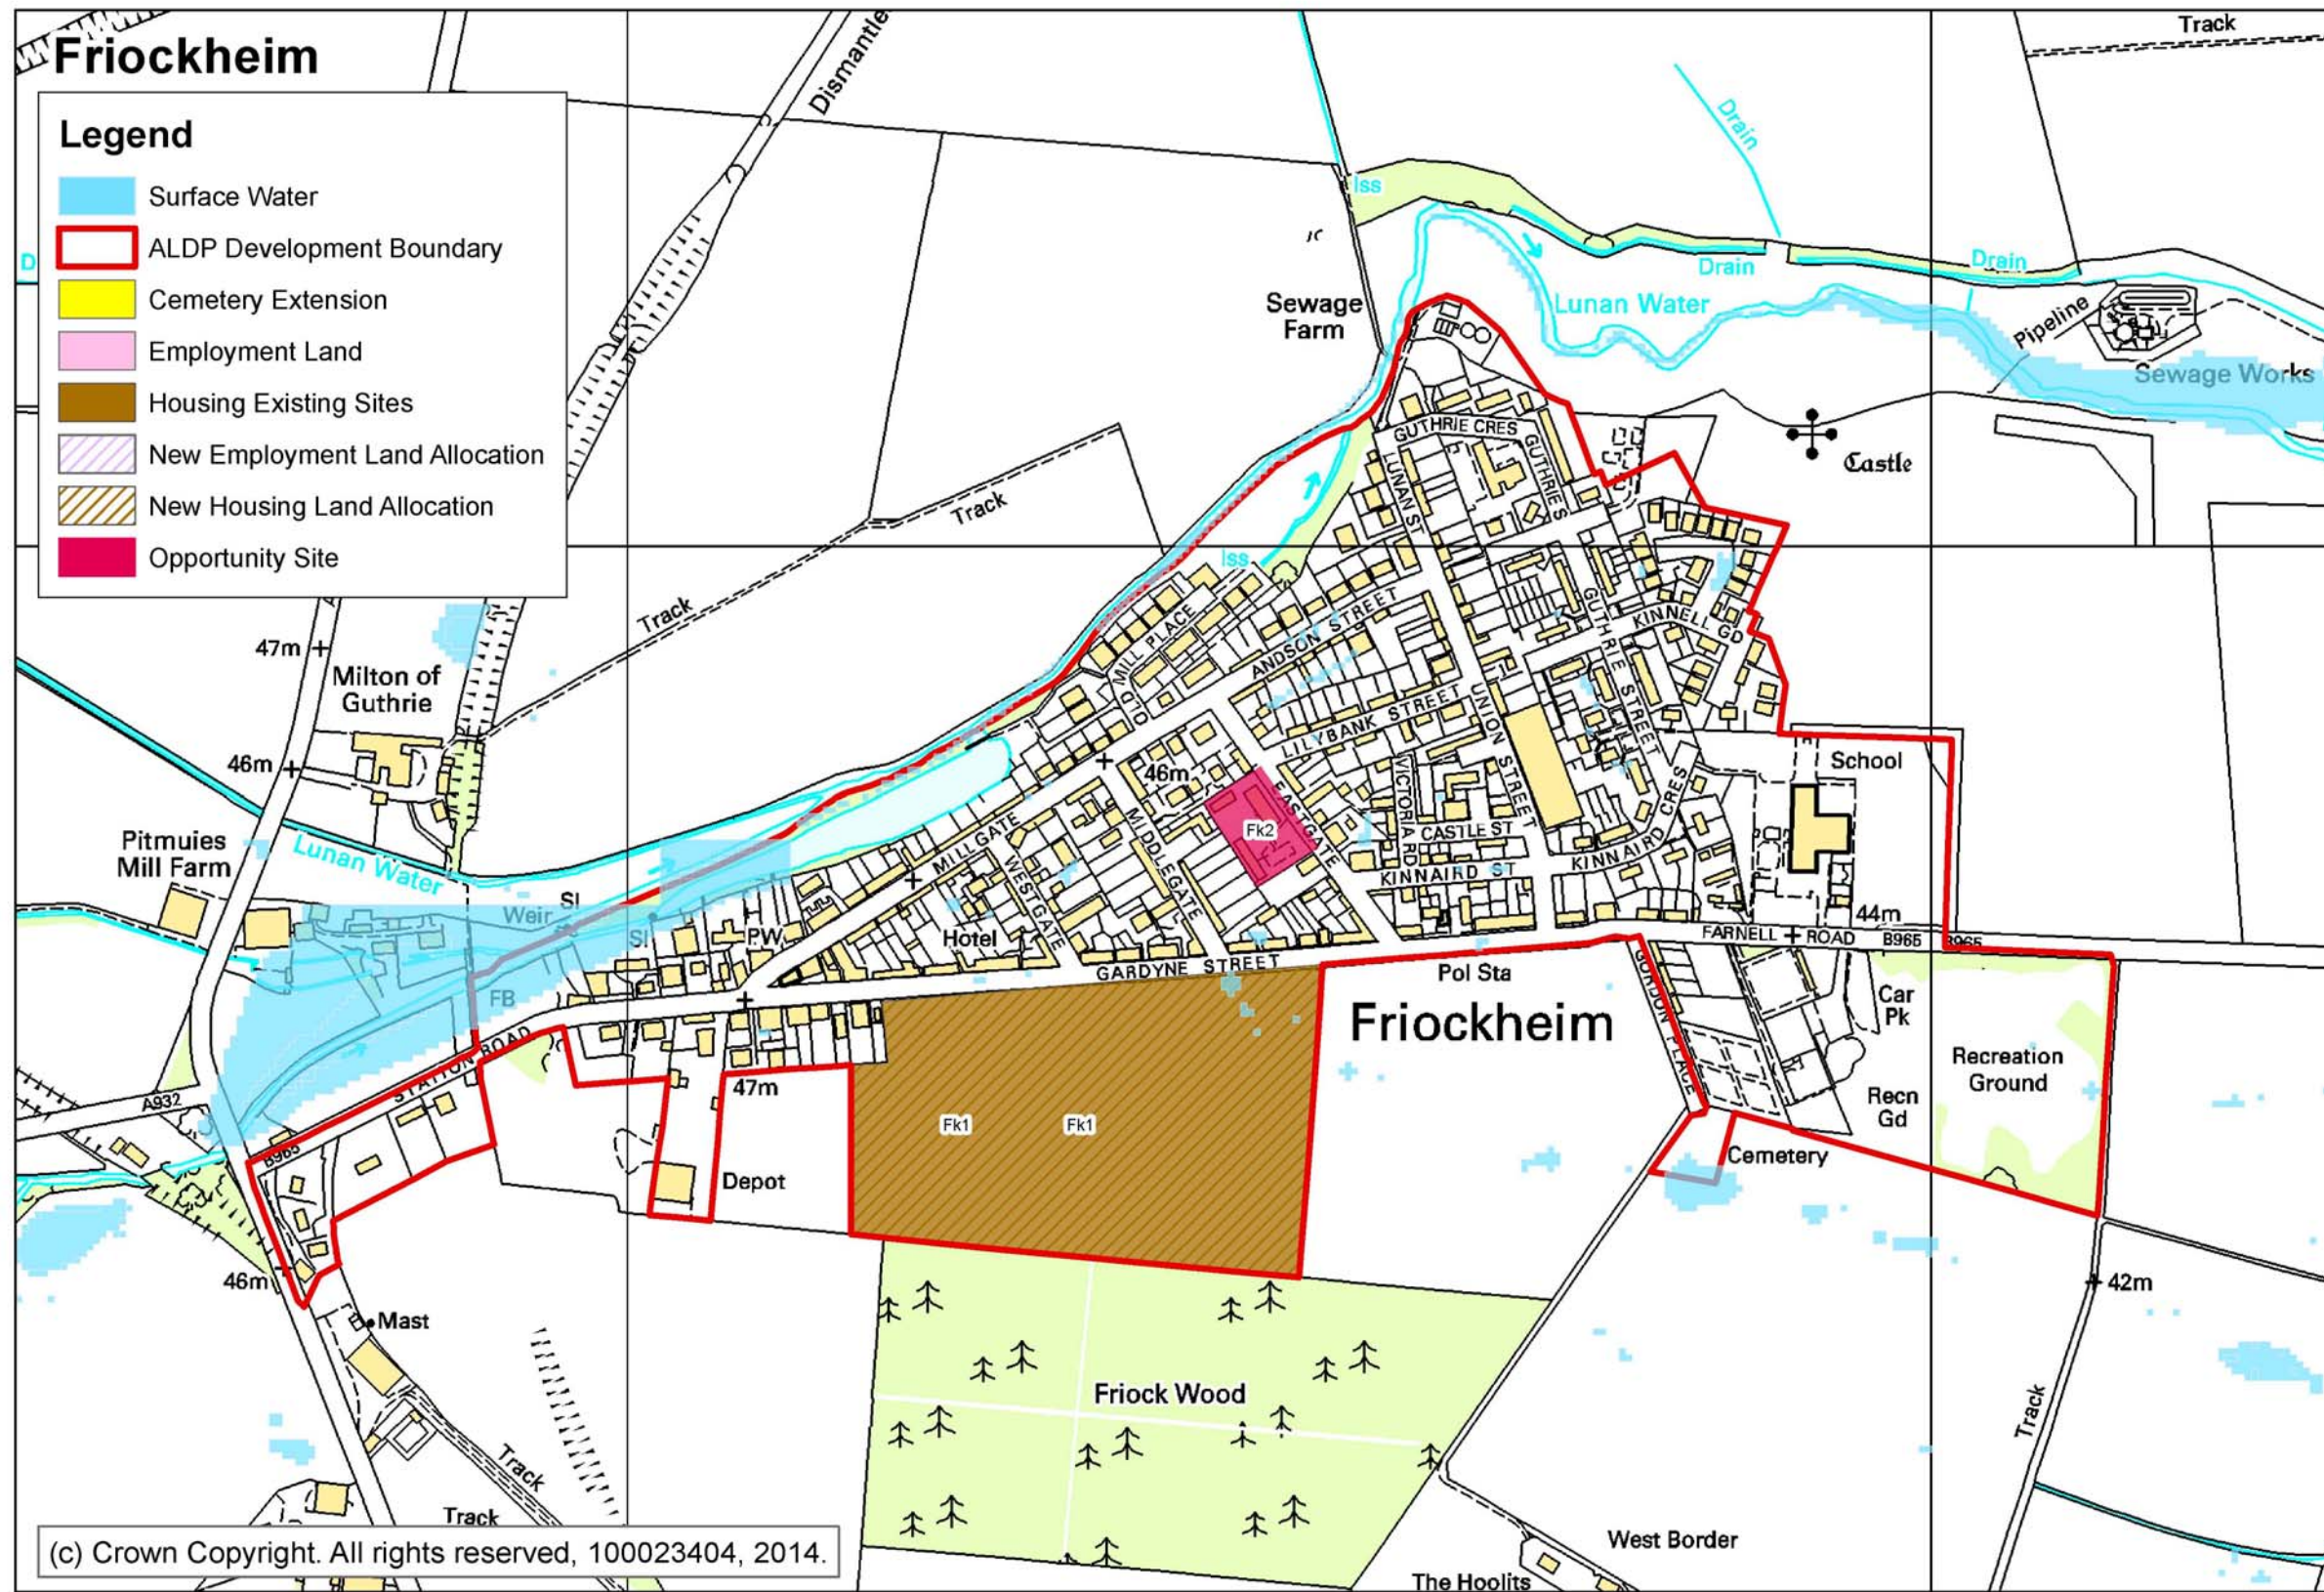 Friockheim
Legend
Surface Water
ALDP Development Boundary
Cemetery Extension
Employment Land
Housing Existing Sites
New Employment Land Allocation
New Housing Land Allocation
Opportunity Site
Dismantle
Track
Drain
Iss
Drain
Drain
Lunan Water
Sewage
Farm
Pipeline
Sewage Works
D
GUTHRIE CRES
GUTHRIE S
LUNAN ST
Castle
Track
Iss
Track
47m
Milton of
Guthrie
OLD MILL PLACE
ANDSON STREET
GUTHRIE STREET
KINNELL GD
LILYBANK STREET
UNION STREET
46m
46m
School
Fk2
EASTGATE
VICTORIA RD
CASTLE ST
KINNAIRD ST
KINNAIRD CRES
Pitmuies
Mill Farm
Lunan Water
MILLGATE
WESTGATE
MIDDLEGATE
Weir
Sl
Sl
PW
Hotel
44m
FARNELL ROAD
B965
B965
GARDYNE STREET
Pol Sta
GORDON PLACE
FB
Friockheim
Car
Pk
Recreation
Ground
STATION ROAD
A932
47m
Fk1
Fk1
Recn
Gd
B965
Depot
Cemetery
46m
42m
Mast
Friock Wood
Track
Track
Track
West Border
The Hoolits
(c) Crown Copyright. All rights reserved, 100023404, 2014.